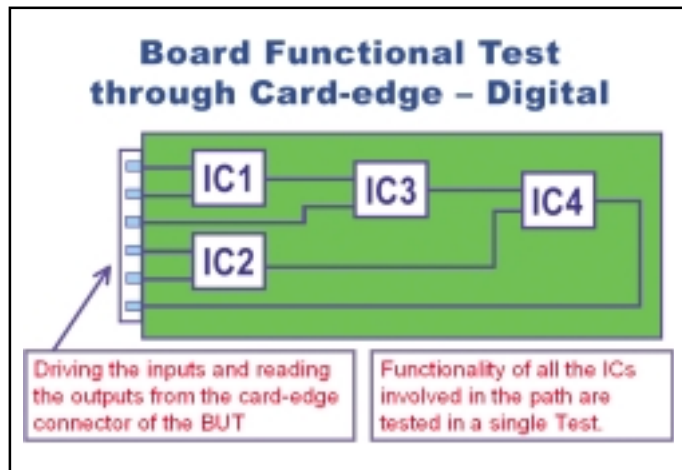 Board Functional Test
through Card-edge – Digital
IC1
IC3
IC4
IC2
Driving the inputs and reading
the outputs from the card-edge
connector of the BUT
Functionality of all the ICs
involved in the path are
tested in a single Test.